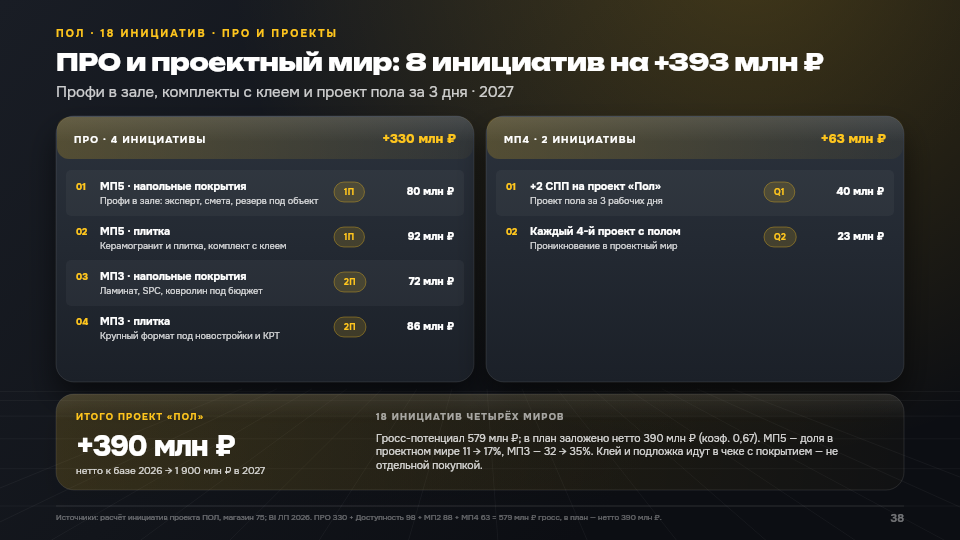 ПОЛ · 18 ИНИЦИАТИВ · ПРО И ПРОЕКТЫ
ПРО и проектный мир: 8 инициатив на +393 млн ₽
Профи в зале, комплекты с клеем и проект пола за 3 дня · 2027
ПРО · 4 ИНИЦИАТИВЫ
+330 млн ₽
01 МП5 · напольные покрытия 1П 80 млн ₽
Профи в зале: эксперт, смета, резерв под объект
02 МП5 · плитка 1П 92 млн ₽
Керамогранит и плитка, комплект с клеем
03 МП3 · напольные покрытия 2П 72 млн ₽
Ламинат, SPC, ковролин под бюджет
04 МП3 · плитка 2П 86 млн ₽
Крупный формат под новостройки и КРТ
МП4 · 2 ИНИЦИАТИВЫ
+63 млн ₽
01 +2 СПП на проект «Пол» Q1 40 млн ₽
Проект пола за 3 рабочих дня
02 Каждый 4-й проект с полом Q2 23 млн ₽
Проникновение в проектный мир
ИТОГО ПРОЕКТ «ПОЛ»
+390 млн ₽
нетто к базе 2026 → 1 900 млн ₽ в 2027
18 ИНИЦИАТИВ ЧЕТЫРЁХ МИРОВ
Гросс-потенциал 579 млн ₽; в план заложено нетто 390 млн ₽ (коэф. 0,67). МП5 — доля в
проектном мире 11 → 17%, МП3 — 32 → 35%. Клей и подложка идут в чеке с покрытием — не
отдельной покупкой.
Источники: расчёт инициатив проекта ПОЛ, магазин 75; BI ЛП 2026. ПРО 330 + Доступность 98 + МП2 88 + МП4 63 = 579 млн ₽ гросс, в план — нетто 390 млн ₽.
38